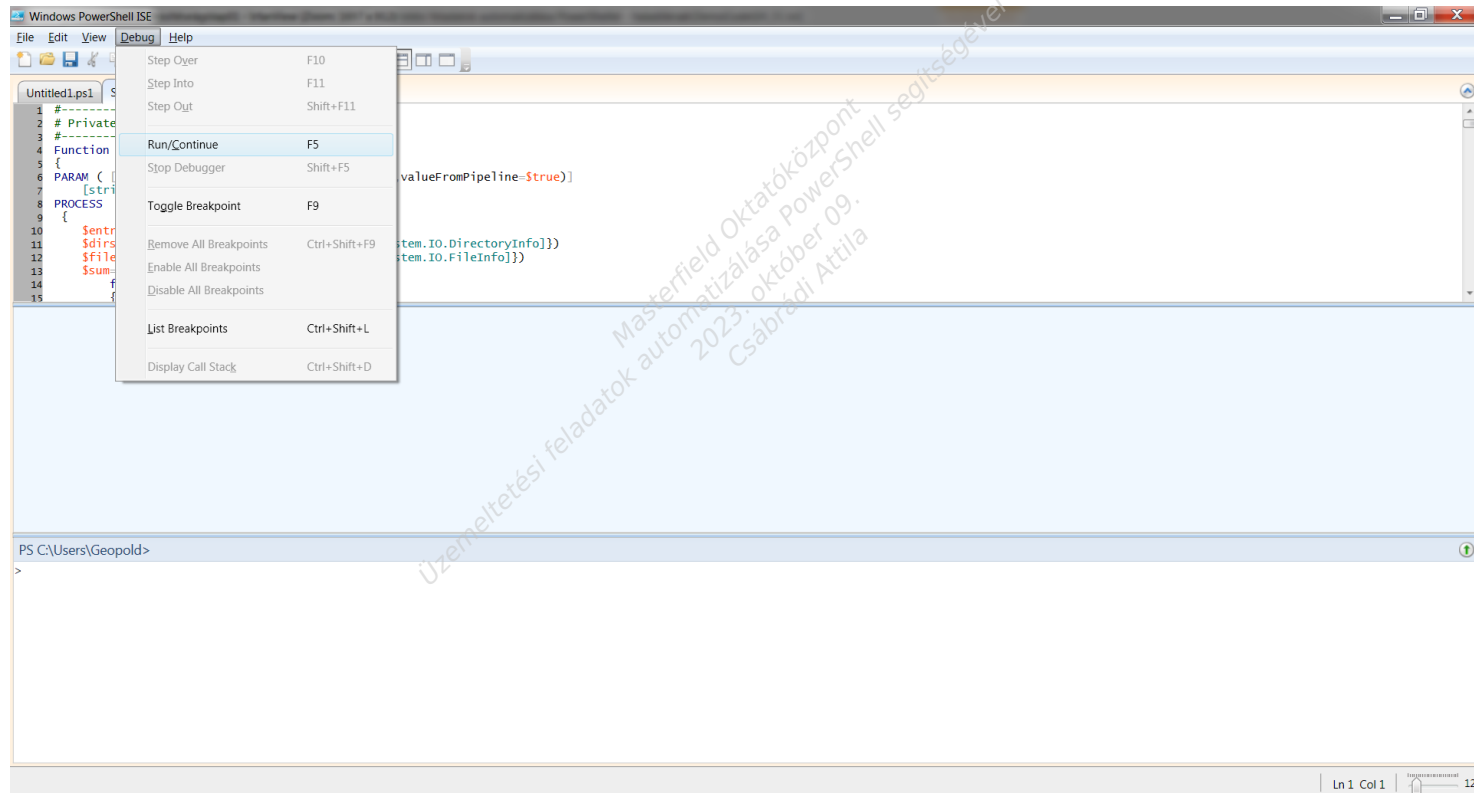 Windows PowerShell ISE
File Edit View Debug Help
Untitled1.ps1 S
Step Over F10
Step Into F11
Step Out Shift+F11
Run/Continue F5
Stop Debugger Shift+F5
Toggle Breakpoint F9
Remove All Breakpoints Ctrl+Shift+F9
Enable All Breakpoints
Disable All Breakpoints
List Breakpoints Ctrl+Shift+L
Display Call Stack Ctrl+Shift+D
1 #--------
2 # Private
3 #--------
4 Function
5 {
6 PARAM ( [ .valueFromPipeline=$true)]
7 [stri
8 PROCESS
9 {
10 $entr
11 $dirs stem.IO.DirectoryInfo]})
12 $file stem.IO.FileInfo]})
13 $sum=
14 f
15 {
Masterfield Oktatóközpont
Üzemeltetési feladatok automatizálása PowerShell segítségével
2023. október 09.
Csábrádi Attila
PS C:\Users\Geopold>
>
Ln 1 Col 1 12